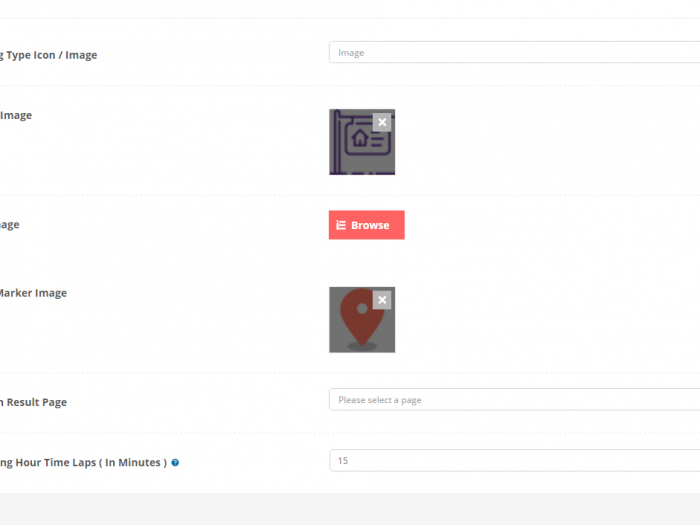 g Type Icon / Image
Image
Image
age
Browse
Marker Image
n Result Page
Please select a page
ng Hour Time Laps ( In Minutes ) ?
15